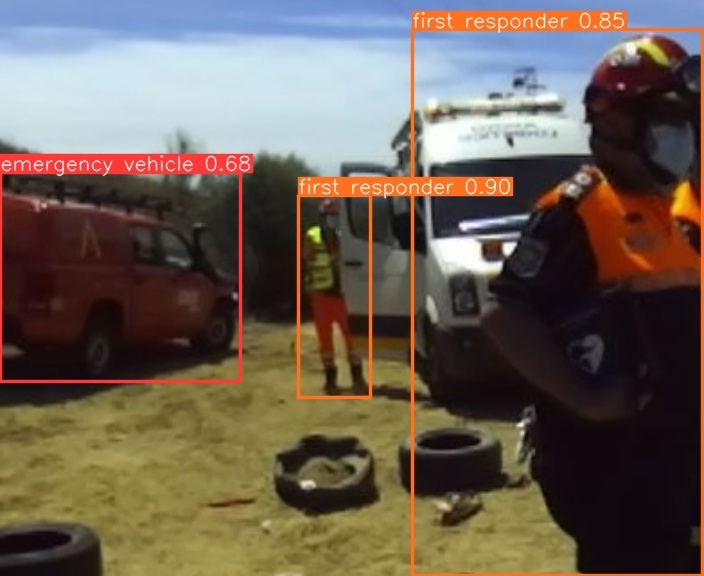 first responder 0.85
emergency vehicle 0.68
first responder 0.90